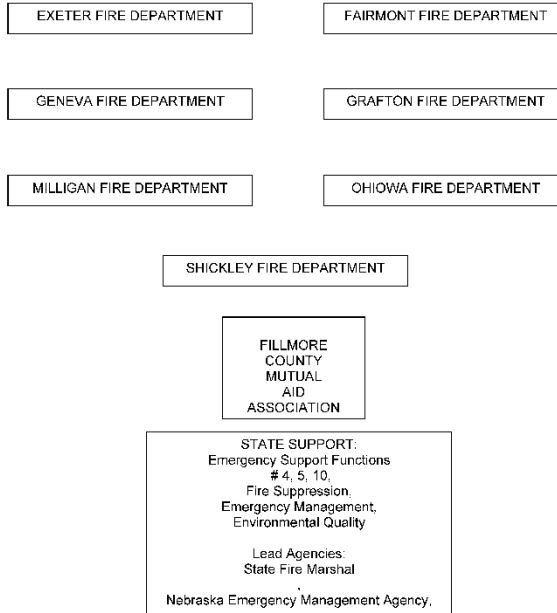 EXETER FIRE DEPARTMENT
FAIRMONT FIRE DEPARTMENT
GENEVA FIRE DEPARTMENT
GRAFTON FIRE DEPARTMENT
MILLIGAN FIRE DEPARTMENT
OHIOWA FIRE DEPARTMENT
SHICKLEY FIRE DEPARTMENT
FILLMORE
COUNTY
MUTUAL
AID
ASSOCIATION
STATE SUPPORT:
Emergency Support Functions
# 4, 5, 10,
Fire Suppression,
Emergency Management,
Environmental Quality
Lead Agencies:
State Fire Marshal
,
Nebraska Emergency Management Agency,